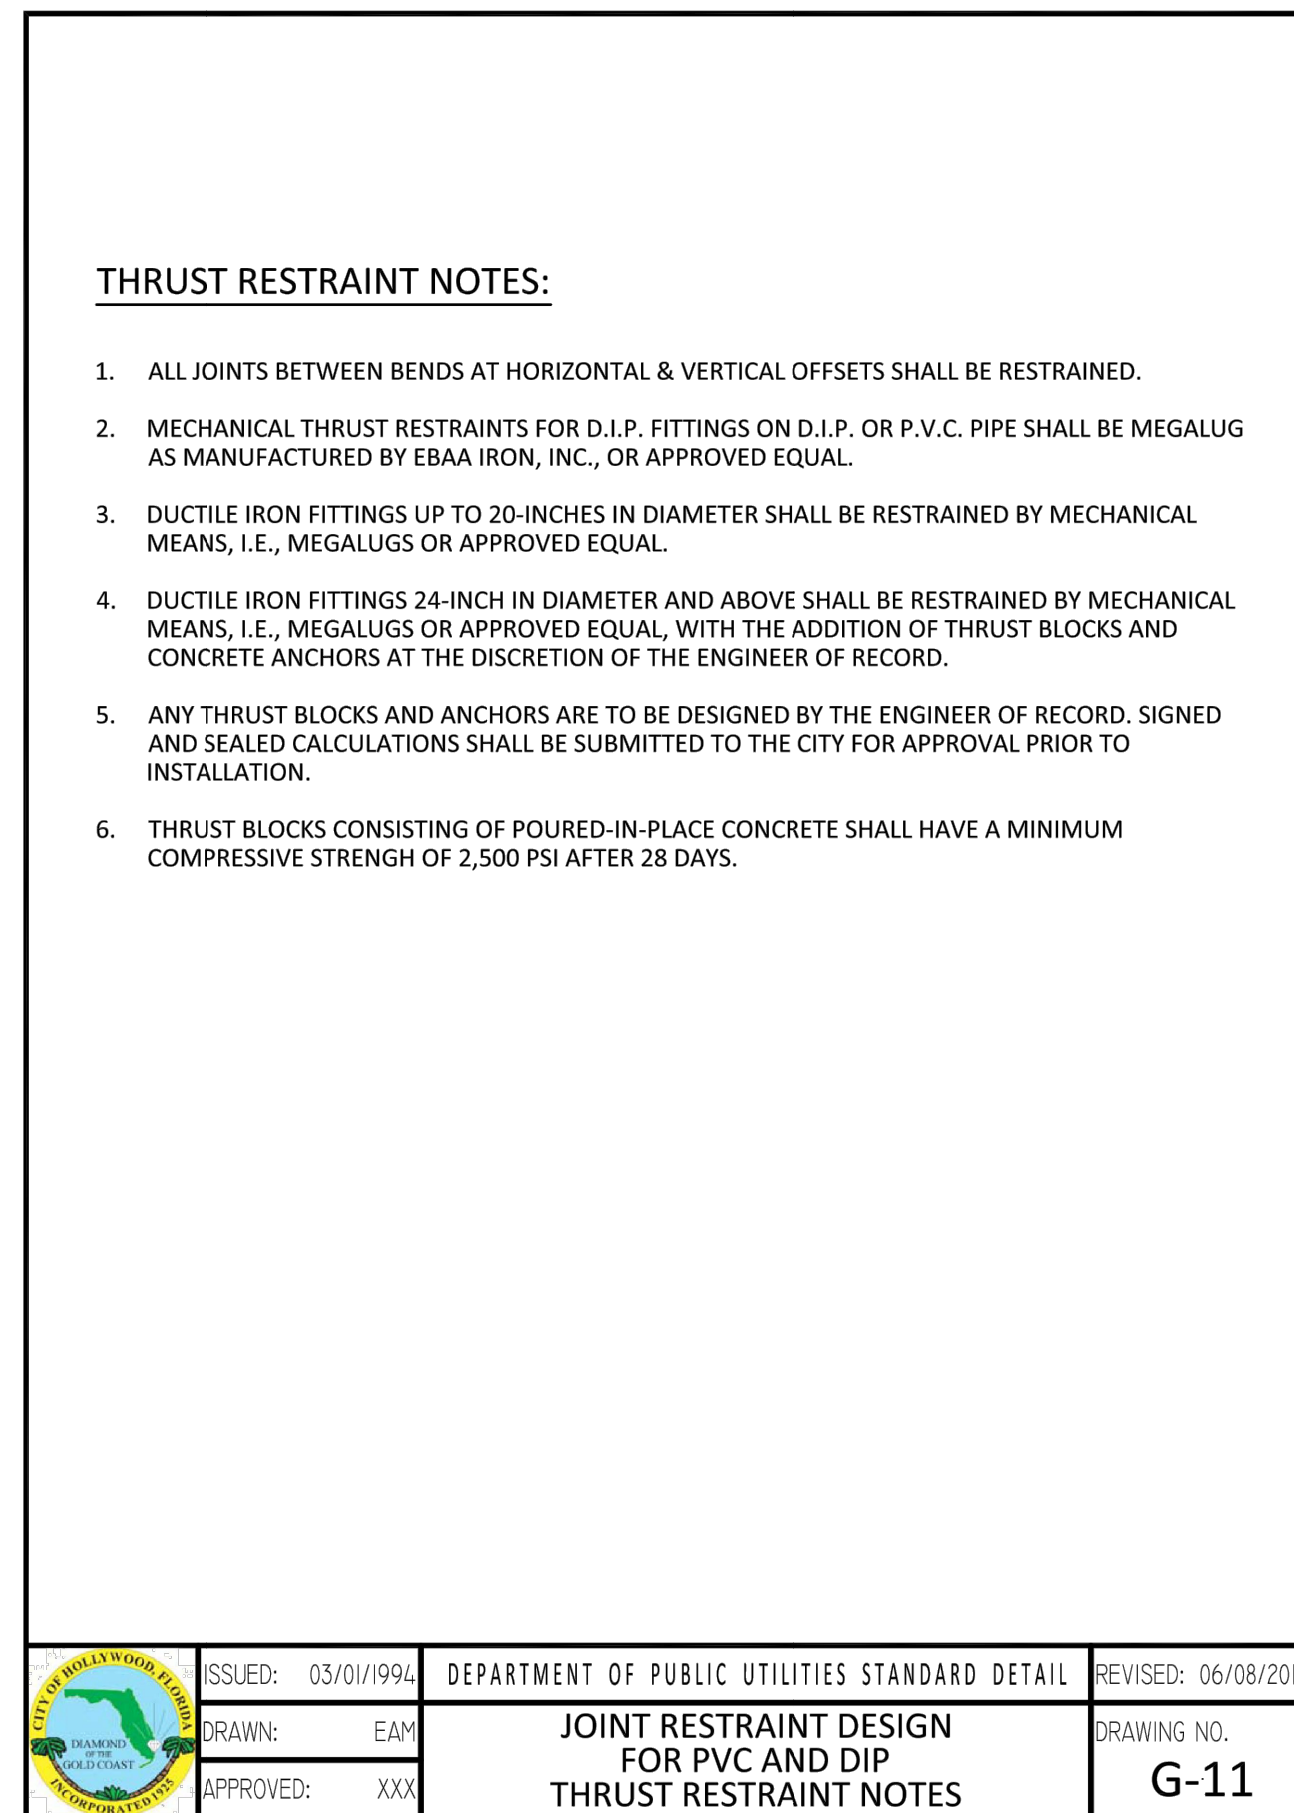 THRUST RESTRAINT NOTES:
1. ALL JOINTS BETWEEN BENDS AT HORIZONTAL & VERTICAL OFFSETS SHALL BE RESTRAINED.
2. MECHANICAL THRUST RESTRAINTS FOR D.I.P. FITTINGS ON D.I.P. OR P.V.C. PIPE SHALL BE MEGALUG
AS MANUFACTURED BY EBAA IRON, INC., OR APPROVED EQUAL.
3. DUCTILE IRON FITTINGS UP TO 20-INCHES IN DIAMETER SHALL BE RESTRAINED BY MECHANICAL
MEANS, I.E., MEGALUGS OR APPROVED EQUAL.
4. DUCTILE IRON FITTINGS 24-INCH IN DIAMETER AND ABOVE SHALL BE RESTRAINED BY MECHANICAL
MEANS, I.E., MEGALUGS OR APPROVED EQUAL, WITH THE ADDITION OF THRUST BLOCKS AND
CONCRETE ANCHORS AT THE DISCRETION OF THE ENGINEER OF RECORD.
5. ANY THRUST BLOCKS AND ANCHORS ARE TO BE DESIGNED BY THE ENGINEER OF RECORD. SIGNED
AND SEALED CALCULATIONS SHALL BE SUBMITTED TO THE CITY FOR APPROVAL PRIOR TO
INSTALLATION.
6. THRUST BLOCKS CONSISTING OF POURED-IN-PLACE CONCRETE SHALL HAVE A MINIMUM
COMPRESSIVE STRENGH OF 2,500 PSI AFTER 28 DAYS.
CITY OF HOLLYWOOD, FLORIDA
DIAMOND
OF THE
GOLD COAST
INCORPORATED 1925
ISSUED: 03/01/1994
DRAWN: EAM
APPROVED: XXX
DEPARTMENT OF PUBLIC UTILITIES STANDARD DETAIL
JOINT RESTRAINT DESIGN
FOR PVC AND DIP
THRUST RESTRAINT NOTES
REVISED: 06/08/20
DRAWING NO.
G-11